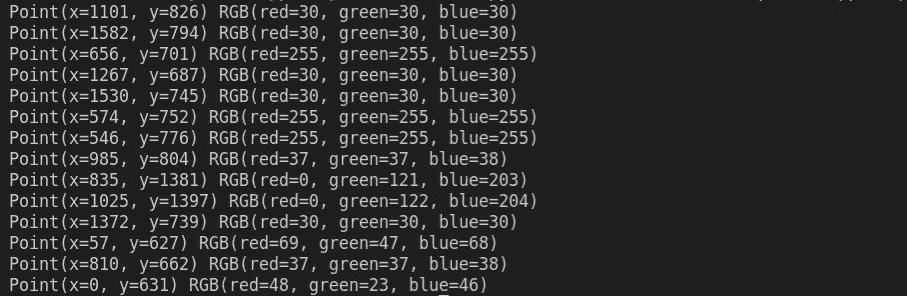 Point(x=1101, y=826) RGB(red=30, green=30, blue=30)
Point(x=1582, y=794) RGB(red=30, green=30, blue=30)
Point(x=656, y=701) RGB(red=255, green=255, blue=255)
Point(x=1267, y=687) RGB(red=30, green=30, blue=30)
Point(x=1530, y=745) RGB(red=30, green=30, blue=30)
Point(x=574, y=752) RGB(red=255, green=255, blue=255)
Point(x=546, y=776) RGB(red=255, green=255, blue=255)
Point(x=985, y=804) RGB(red=37, green=37, blue=38)
Point(x=835, y=1381) RGB(red=0, green=121, blue=203)
Point(x=1025, y=1397) RGB(red=0, green=122, blue=204)
Point(x=1372, y=739) RGB(red=30, green=30, blue=30)
Point(x=57, y=627) RGB(red=69, green=47, blue=68)
Point(x=810, y=662) RGB(red=37, green=37, blue=38)
Point(x=0, y=631) RGB(red=48, green=23, blue=46)